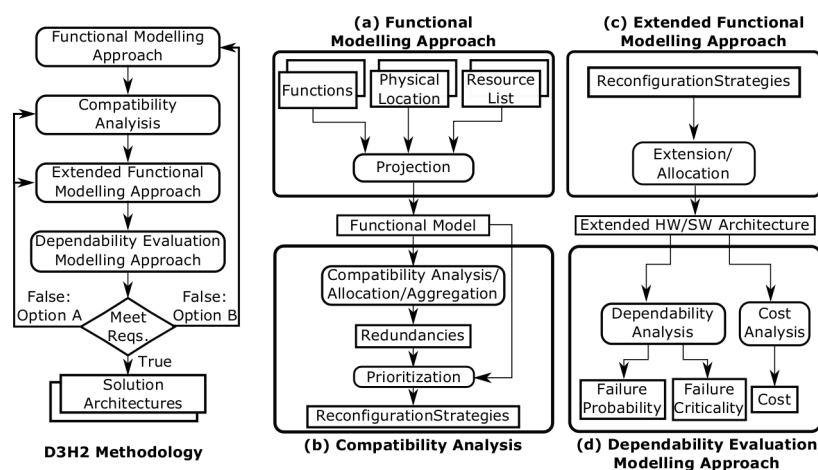 Functional Modelling
Approach
Compatibility
Analyisis
Extended Functional
Modelling Approach
Dependability Evaluation
Modelling Approach
False:
Option A
False:
Option B
Meet
Reqs.
True
Solution
Architectures
D3H2 Methodology
(a) Functional
Modelling Approach
Functions
Physical
Location
Resource
List
Projection
Functional Model
Compatibility Analysis/
Allocation/Aggregation
Redundancies
Prioritization
ReconfigurationStrategies
(b) Compatibility Analysis
(c) Extended Functional
Modelling Approach
ReconfigurationStrategies
Extension/
Allocation
Extended HW/SW Architecture
Dependability
Analysis
Cost
Analysis
Failure
Probability
Failure
Criticality
Cost
(d) Dependability Evaluation
Modelling Approach